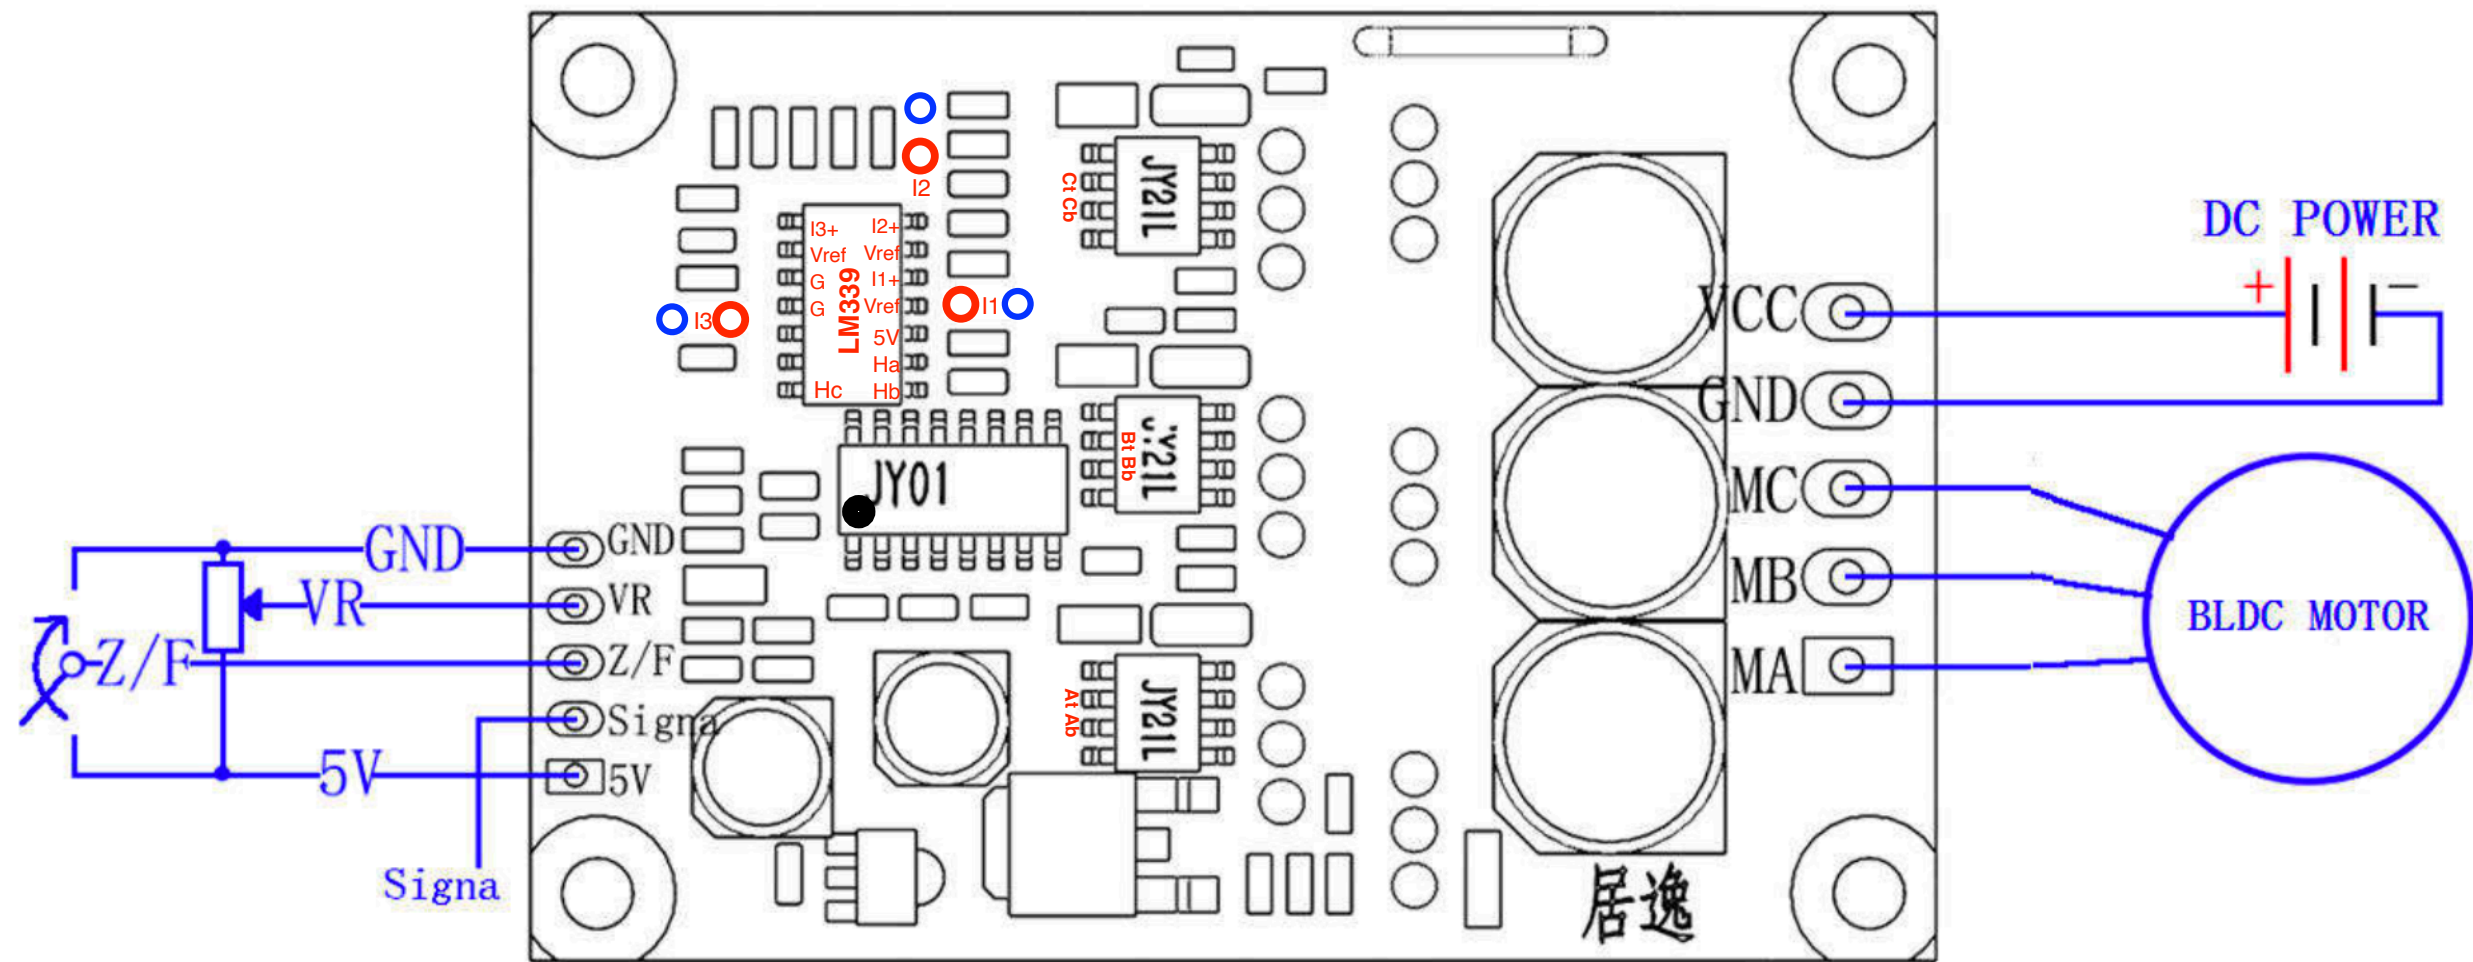 I2
I3+
I2+
Vref
Vref
G
I1+
G
Vref
LM339
5V
Ha
Hc
Hb
I3
I1
Ct Cb
JY21L
Bt Bb
JY21L
At Ab
JY21L
JY01
GND
VR
Z/F
Signa
5V
GND
VR
Z/F
Signa
5V
DC POWER
+
−
VCC
GND
MC
MB
MA
BLDC MOTOR
居逸